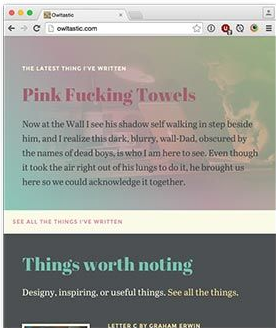 Owltastic
owltastic.com
THE LATEST THING I'VE WRITTEN
Pink Fucking Towels
Now at the Wall I see his shadow self walking in step beside
him, and I realize this dark, blurry, wall-Dad, obscured by
the names of dead boys, is who I am here to see. Even though
it took the air right out of his lungs to do it, he brought us
here so we could acknowledge it together.
SEE ALL THE THINGS I'VE WRITTEN
Things worth noting
Designy, inspiring, or useful things. See all the things.
LETTER C BY GRAHAM ERWIN